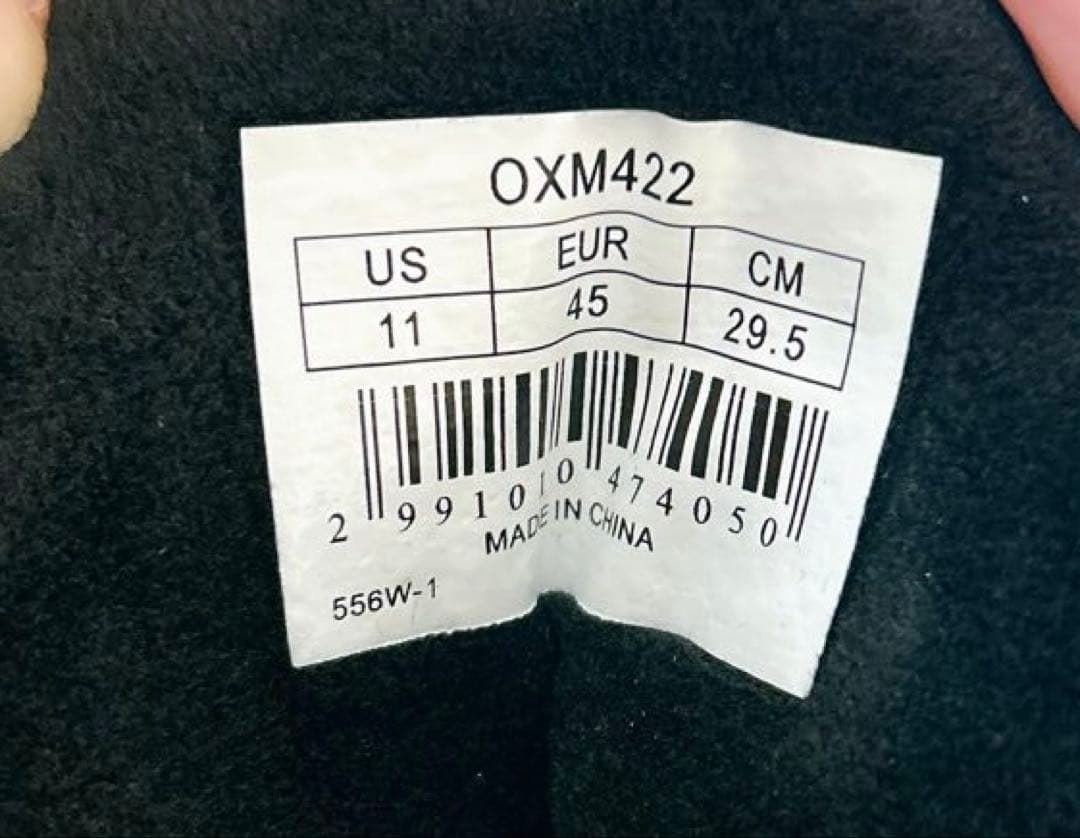 OXM422
US EUR CM
11 45 29.5
2 991010 474050
MADE IN CHINA
556W-1